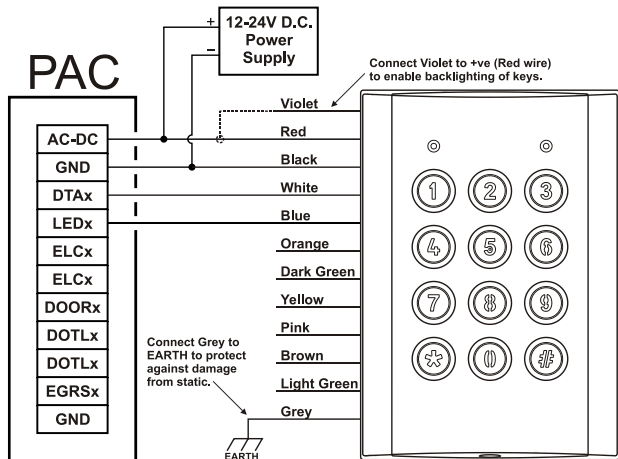 12-24V D.C.
Power
Supply
+
–
PAC
Connect Violet to +ve (Red wire)
to enable backlighting of keys.
AC-DC
GND
DTAx
LEDx
ELCx
ELCx
DOORx
DOTLx
DOTLx
EGRSx
GND
Violet
Red
Black
White
Blue
Orange
Dark Green
Yellow
Pink
Brown
Light Green
Grey
Connect Grey to
EARTH to protect
against damage
from static.
EARTH
1 2 3
4 5 6
7 8 9
* 0 #